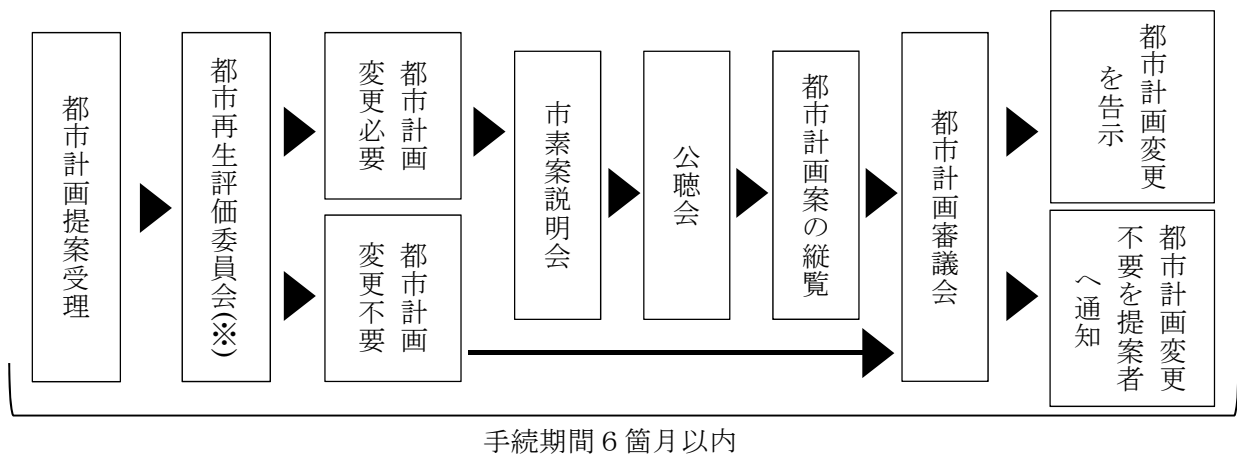 都市計画提案受理
都市再生評価委員会(※)
都市計画
変更必要
都市計画
変更不要
市素案説明会
公聴会
都市計画案の縦覧
都市計画審議会
都市計画変更
を告示
都市計画変更
不要を提案者
へ通知
手続期間6箇月以内